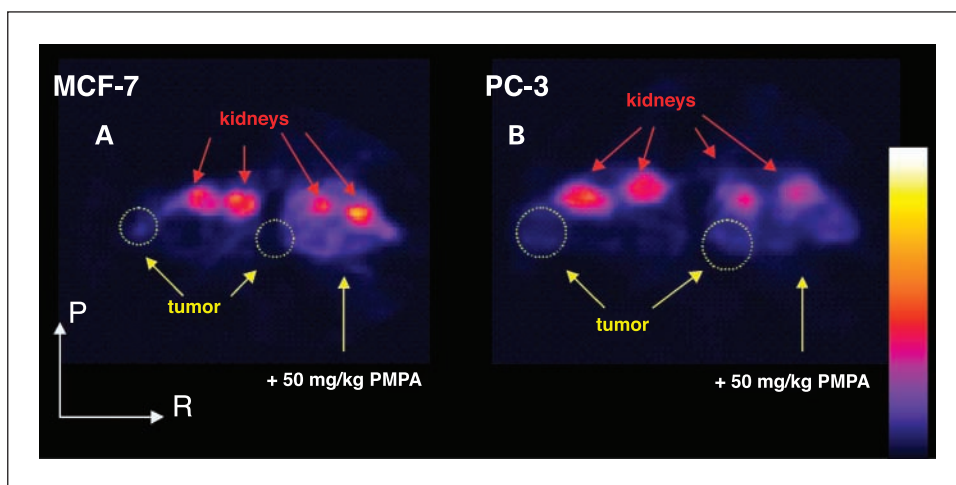 MCF-7
A
kidneys
tumor
P
R
+ 50 mg/kg PMPA
PC-3
B
kidneys
tumor
+ 50 mg/kg PMPA